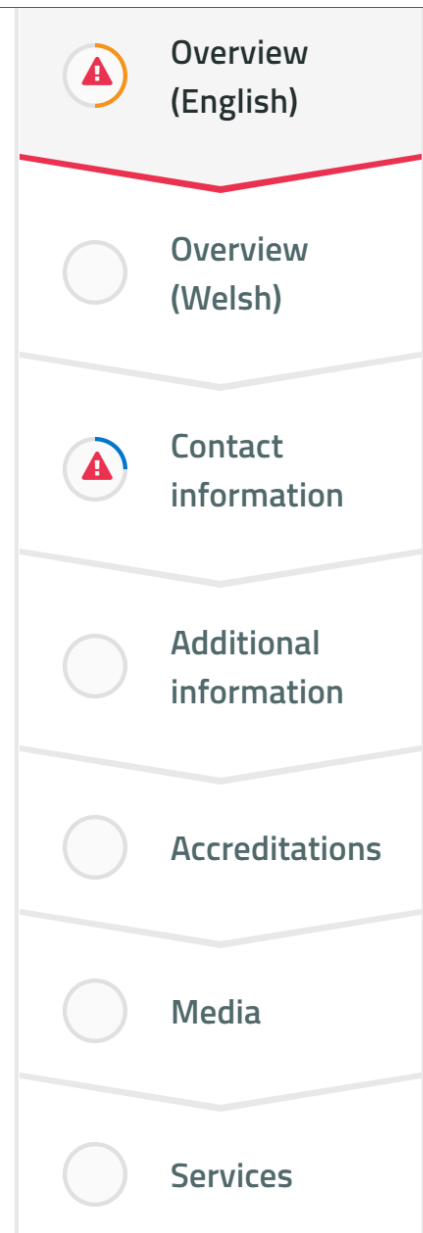 Overview
(English)
Overview
(Welsh)
Contact
information
Additional
information
Accreditations
Media
Services